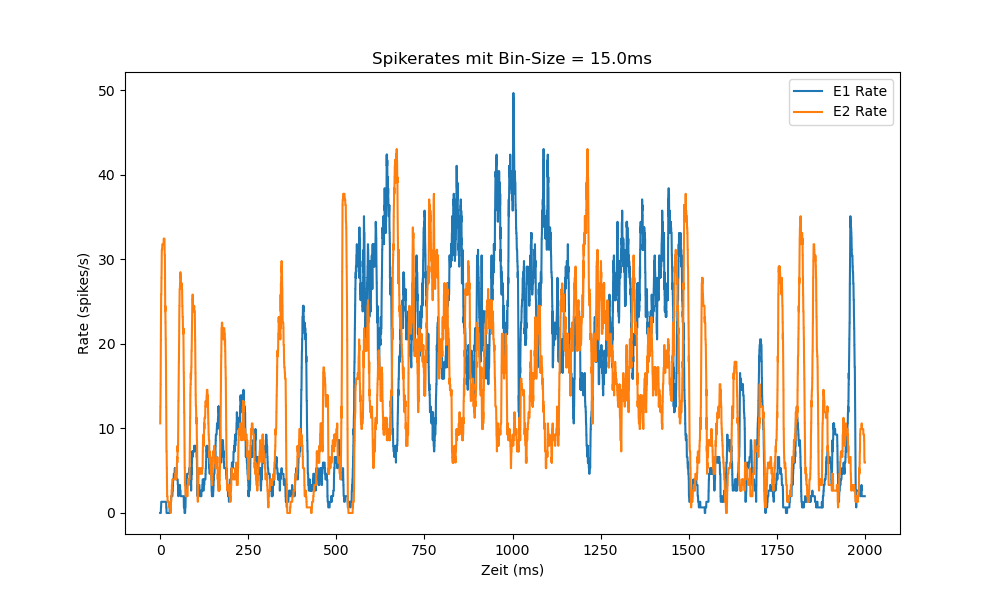 Spikerates mit Bin-Size = 15.0ms
E1 Rate
E2 Rate
Rate (spikes/s)
50
40
30
20
10
0
0 250 500 750 1000 1250 1500 1750 2000
Zeit (ms)